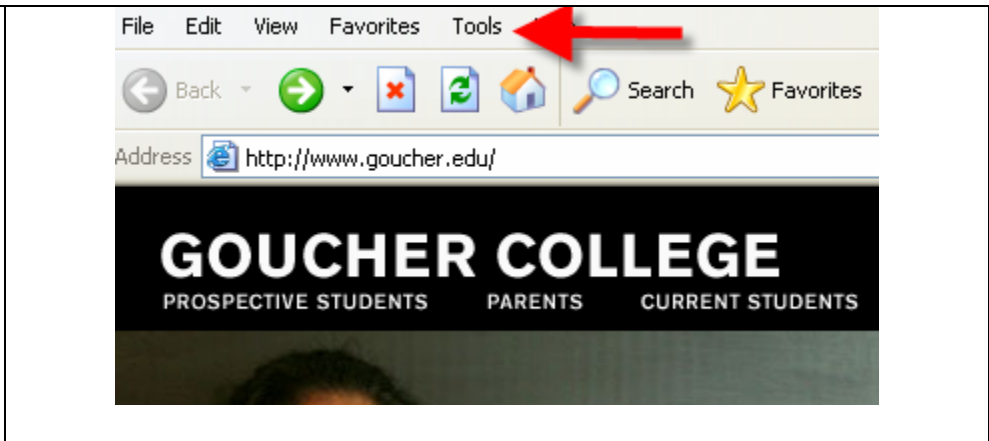 File Edit View Favorites Tools
Back Search Favorites
Address http://www.goucher.edu/
GOUCHER COLLEGE
PROSPECTIVE STUDENTS PARENTS CURRENT STUDENTS